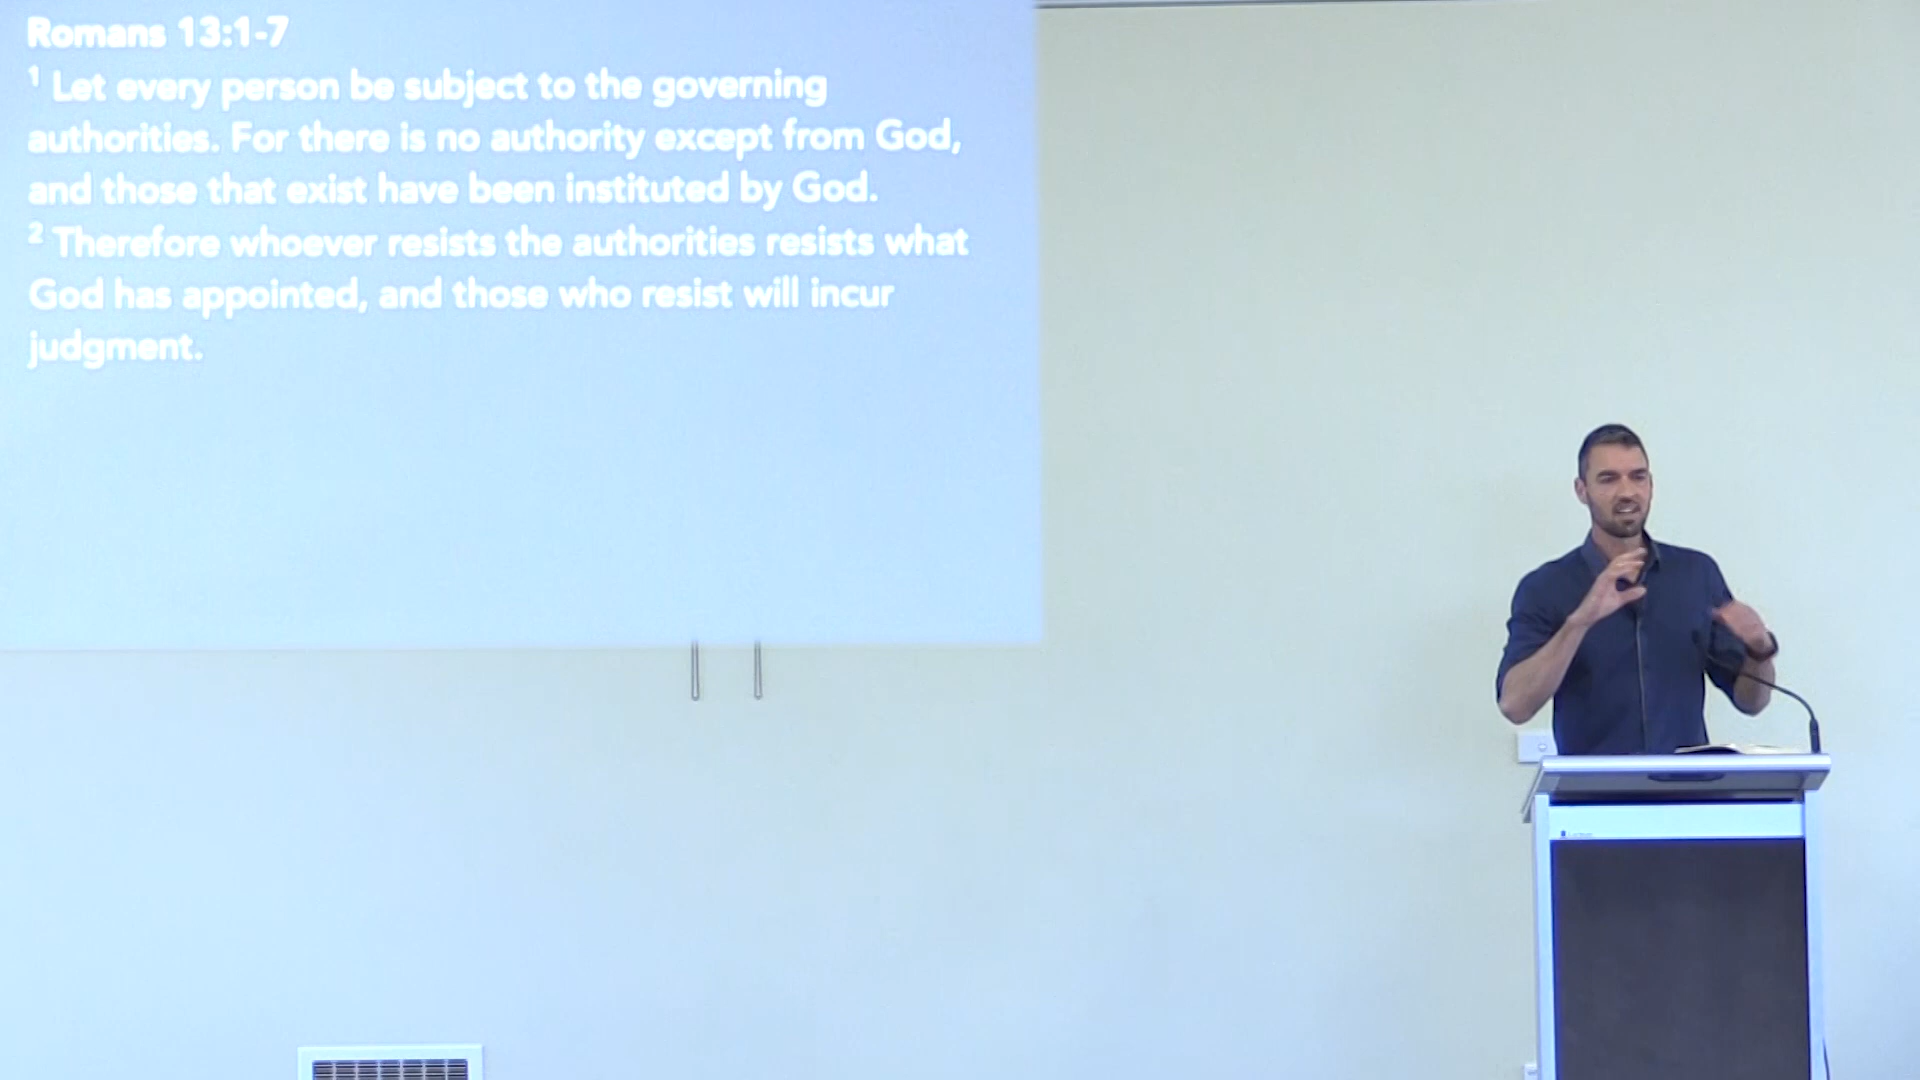 Romans 13:1-7
1 Let every person be subject to the governing
authorities. For there is no authority except from God,
and those that exist have been instituted by God.
2 Therefore whoever resists the authorities resists what
God has appointed, and those who resist will incur
judgment.